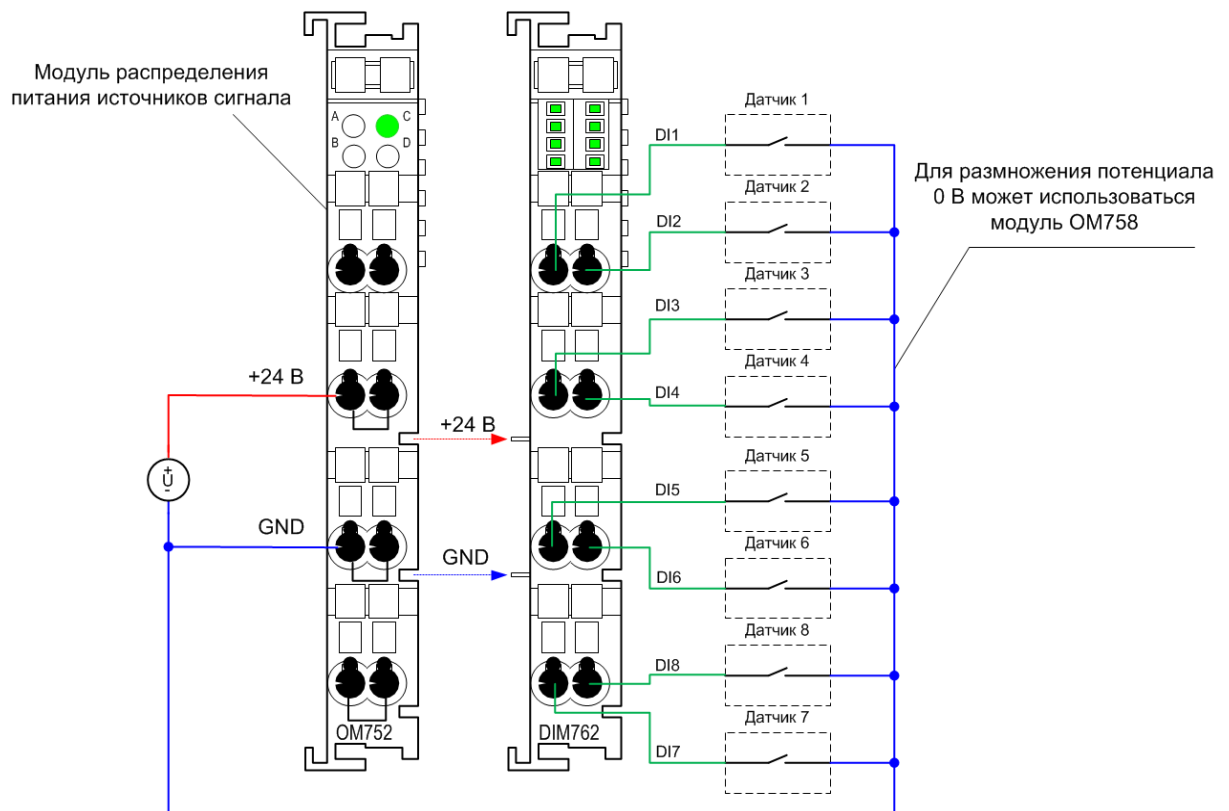 Модуль распределения
питания источников сигнала
A
C
B
D
+24 В
+
U
-
GND
OM752
+24 В
GND
DIM762
Датчик 1
DI1
Датчик 2
DI2
Датчик 3
DI3
Датчик 4
DI4
Датчик 5
DI5
Датчик 6
DI6
Датчик 8
DI8
Датчик 7
DI7
Для размножения потенциала
0 В может использоваться
модуль OM758